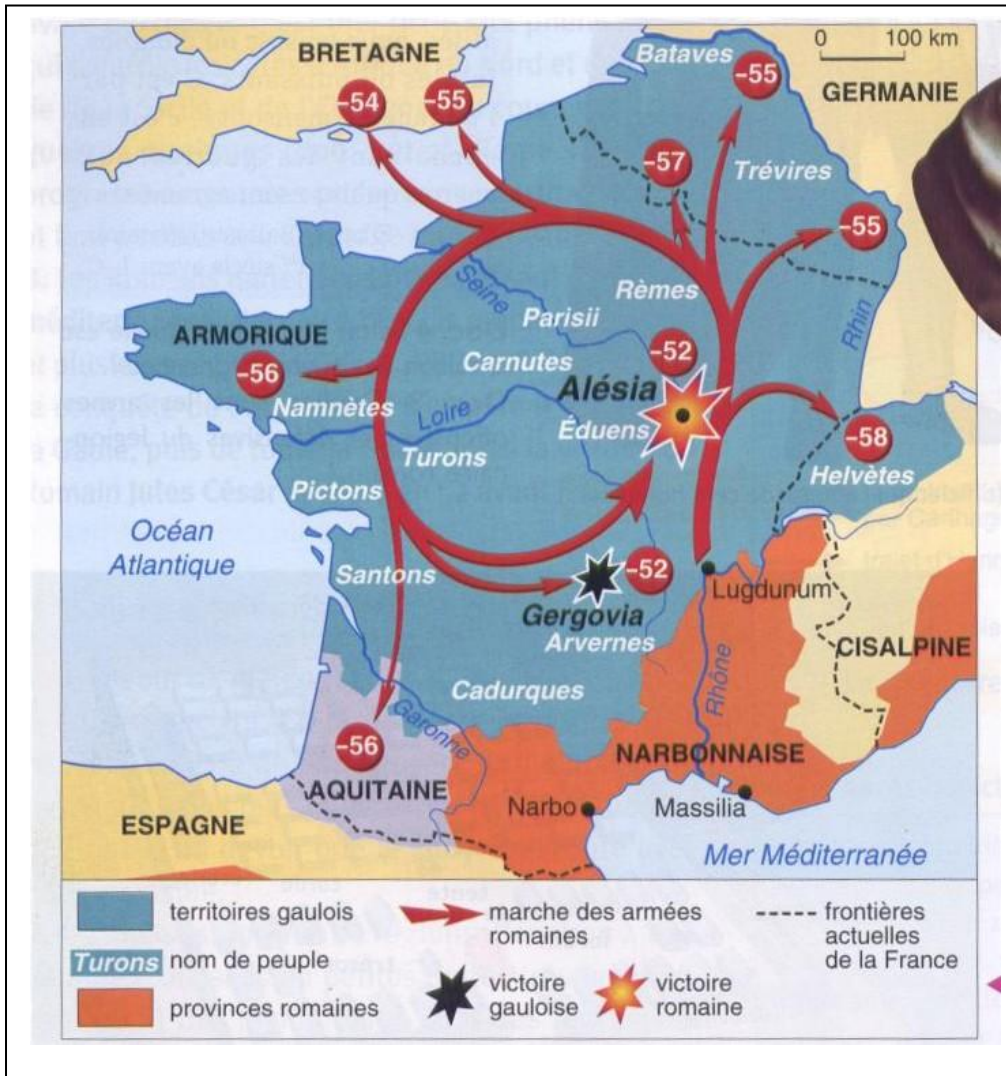 BRETAGNE
-54
-55
Bataves
-55
0 100 km
GERMANIE
-57
Trévires
-55
Seine
Rèmes
Parisii
Rhin
ARMORIQUE
-56
Carnutes
-52
Alésia
Namnètes
Loire
Éduens
-58
Turons
Helvètes
Pictons
Océan
Atlantique
Santons
-52
Gergovia
Lugdunum
Arvernes
CISALPINE
Cadurques
Rhône
Garonne
-56
NARBONNAISE
AQUITAINE
Narbo
Massilia
ESPAGNE
Mer Méditerranée
territoires gaulois
Turons nom de peuple
provinces romaines
marche des armées
romaines
victoire
gauloise
victoire
romaine
frontières
actuelles
de la France